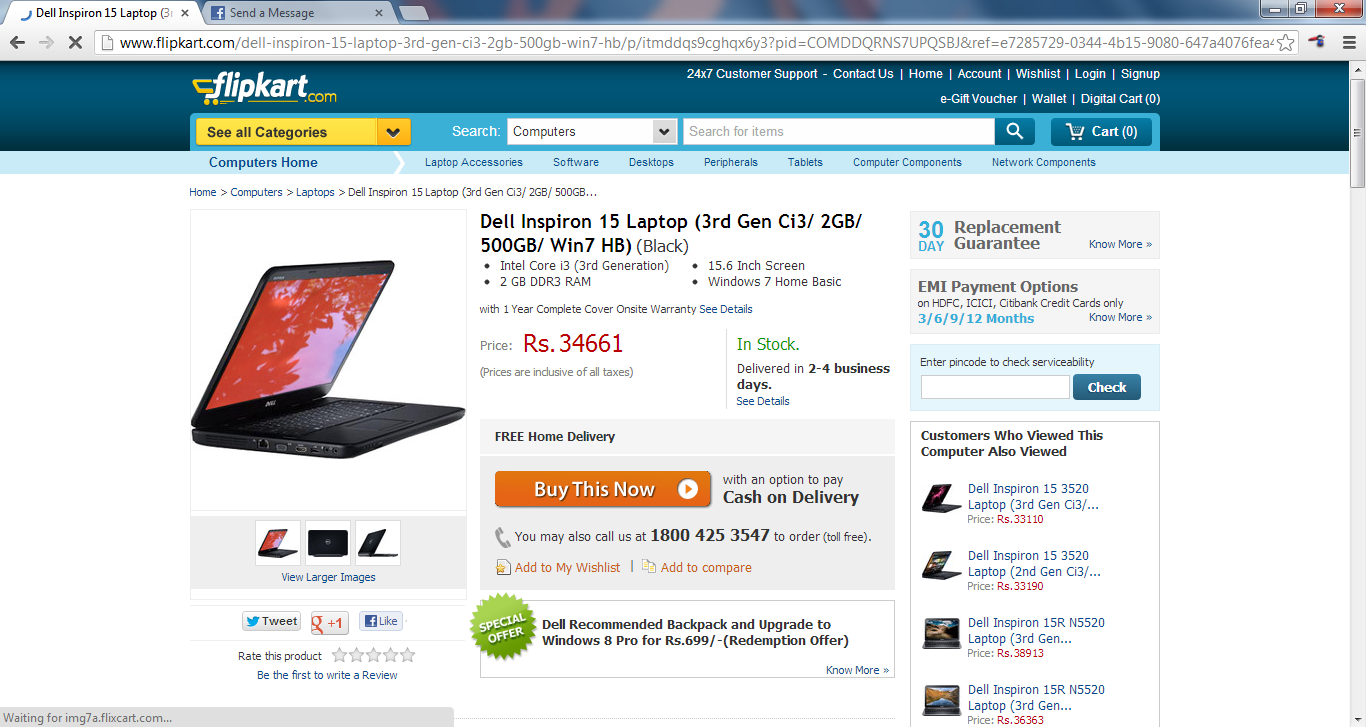 Dell Inspiron 15 Laptop (3r
Send a Message
www.flipkart.com/dell-inspiron-15-laptop-3rd-gen-ci3-2gb-500gb-win7-hb/p/itmddqs9cghqx6y3?pid=COMDDQRNS7UPQSBJ&ref=e7285729-0344-4b15-9080-647a4076fea4
24x7 Customer Support - Contact Us | Home | Account | Wishlist | Login | Signup
flipkart.com
e-Gift Voucher | Wallet | Digital Cart (0)
See all Categories
Search: Computers
Search for items
Cart (0)
Computers Home
Laptop Accessories Software Desktops Peripherals Tablets Computer Components Network Components
Home > Computers > Laptops > Dell Inspiron 15 Laptop (3rd Gen Ci3/ 2GB/ 500GB...
Dell Inspiron 15 Laptop (3rd Gen Ci3/ 2GB/
500GB/ Win7 HB) (Black)
• Intel Core i3 (3rd Generation)
• 15.6 Inch Screen
• 2 GB DDR3 RAM
• Windows 7 Home Basic
with 1 Year Complete Cover Onsite Warranty See Details
Price: Rs. 34661
(Prices are inclusive of all taxes)
In Stock.
Delivered in 2-4 business
days.
See Details
FREE Home Delivery
Buy This Now
with an option to pay
Cash on Delivery
You may also call us at 1800 425 3547 to order (toll free).
Add to My Wishlist | Add to compare
SPECIAL
OFFER
Dell Recommended Backpack and Upgrade to
Windows 8 Pro for Rs.699/-(Redemption Offer)
Know More »
DELL
View Larger Images
Tweet
g +1
Like
Rate this product
Be the first to write a Review
30
DAY
Replacement
Guarantee
Know More »
EMI Payment Options
on HDFC, ICICI, Citibank Credit Cards only
3/6/9/12 Months
Know More »
Enter pincode to check serviceability
Check
Customers Who Viewed This
Computer Also Viewed
Dell Inspiron 15 3520
Laptop (3rd Gen Ci3/...
Price: Rs.33110
Dell Inspiron 15 3520
Laptop (2nd Gen Ci3/...
Price: Rs.33190
Dell Inspiron 15R N5520
Laptop (3rd Gen...
Price: Rs.38913
Dell Inspiron 15R N5520
Laptop (3rd Gen...
Price: Rs.36363
Waiting for img7a.flixcart.com...